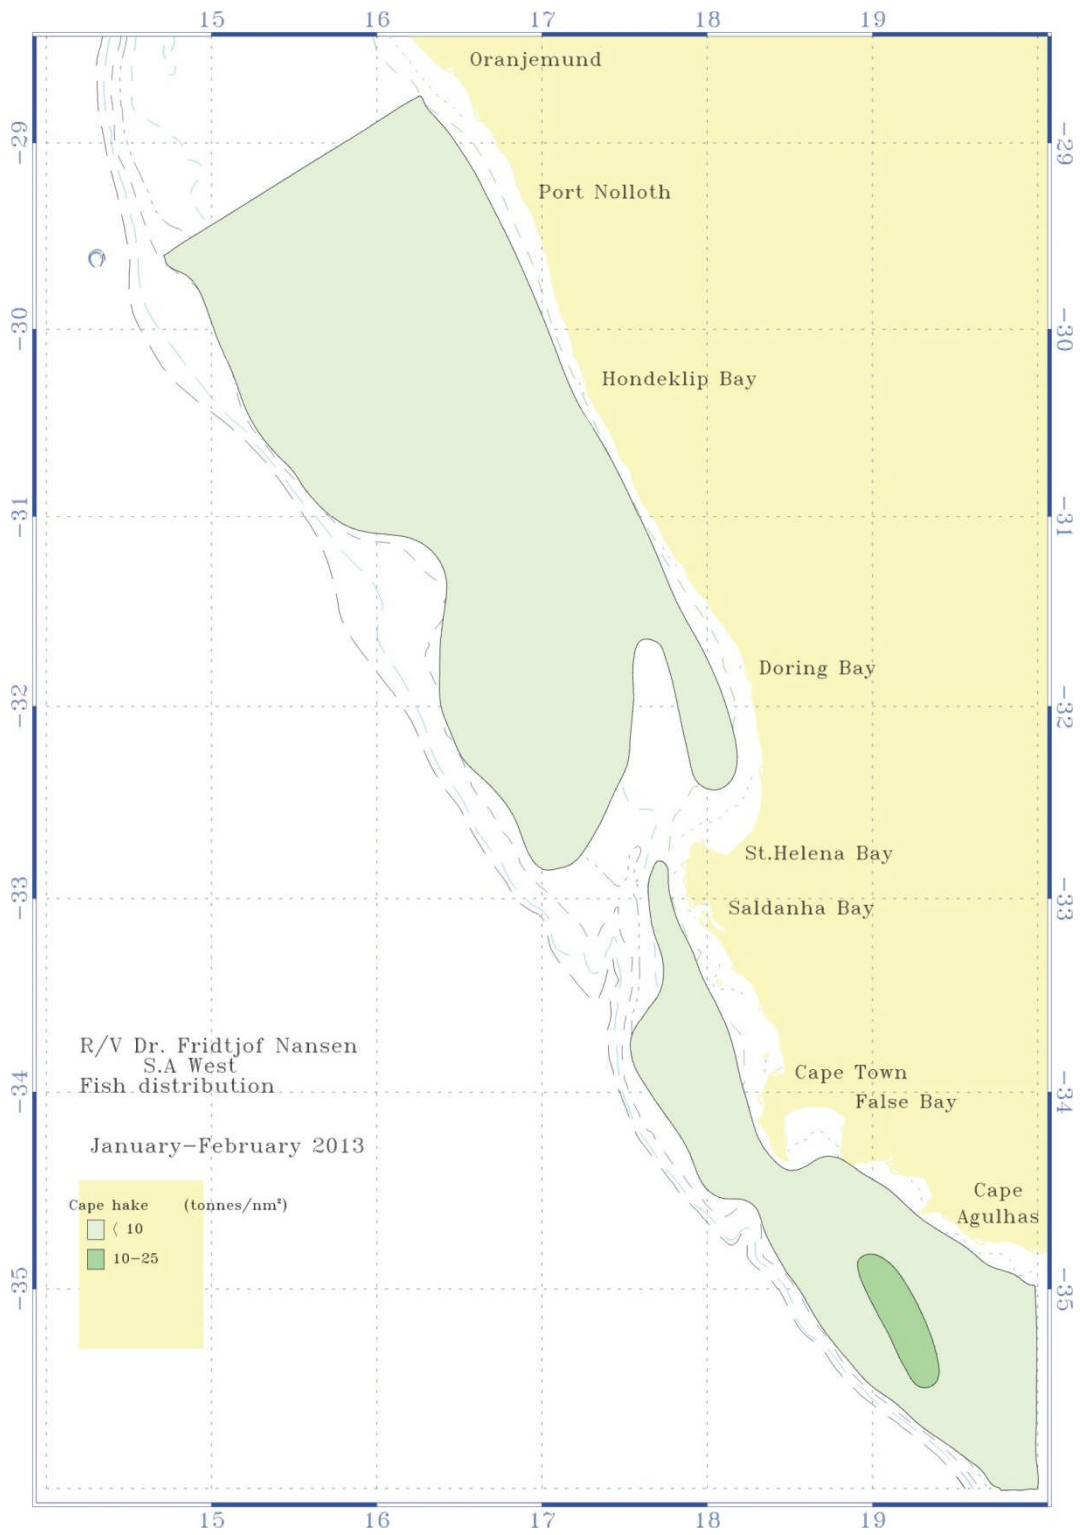 15 16 17 18 19
Oranjemund
-29 -29
Port Nolloth
-30 -30
Hondeklip Bay
-31 -31
Doring Bay
-32 -32
St.Helena Bay
-33 -33
Saldanha Bay
R/V Dr. Fridtjof Nansen
S.A West
Fish distribution
Cape Town
-34 -34
False Bay
January-February 2013
Cape
Agulhas
Cape hake (tonnes/nm²)
⟨ 10
10-25
-35 -35
15 16 17 18 19